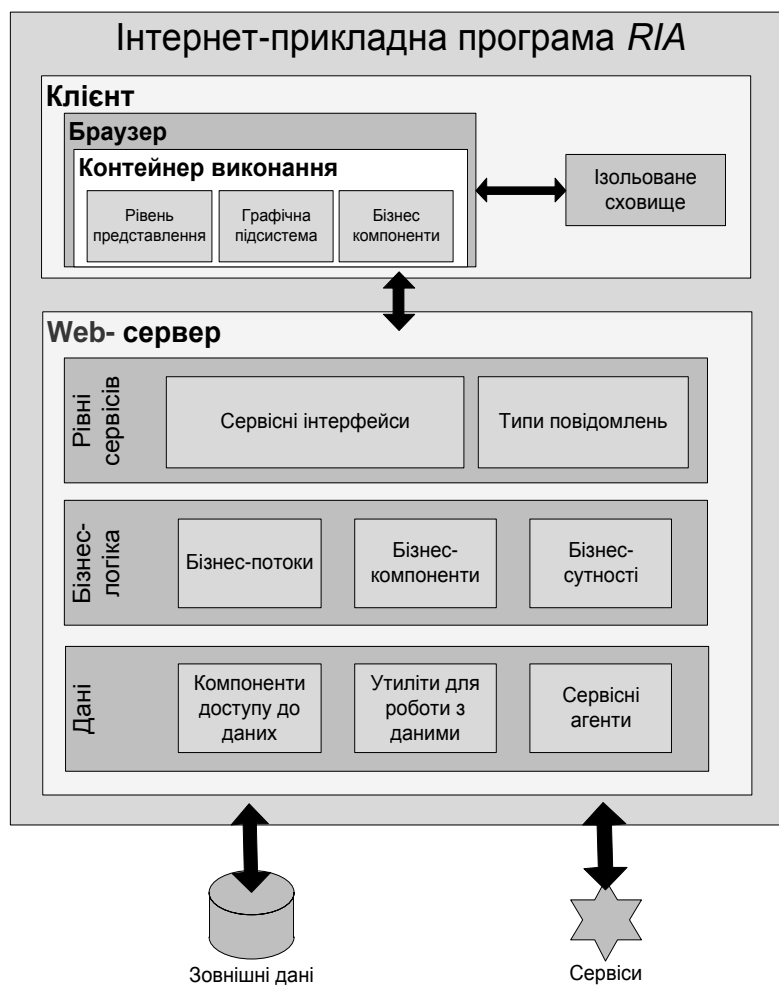 Інтернет-прикладна програма RIA
Клієнт
Браузер
Контейнер виконання
Рівень
представлення
Графічна
підсистема
Бізнес
компоненти
Ізольоване
сховище
Web- сервер
Рівні
сервісів
Сервісні інтерфейси
Типи повідомлень
Бізнес-
логіка
Бізнес-потоки
Бізнес-
компоненти
Бізнес-
сутності
Дані
Компоненти
доступу до
даних
Утиліти для
роботи з
даними
Сервісні
агенти
Зовнішні дані
Сервіси